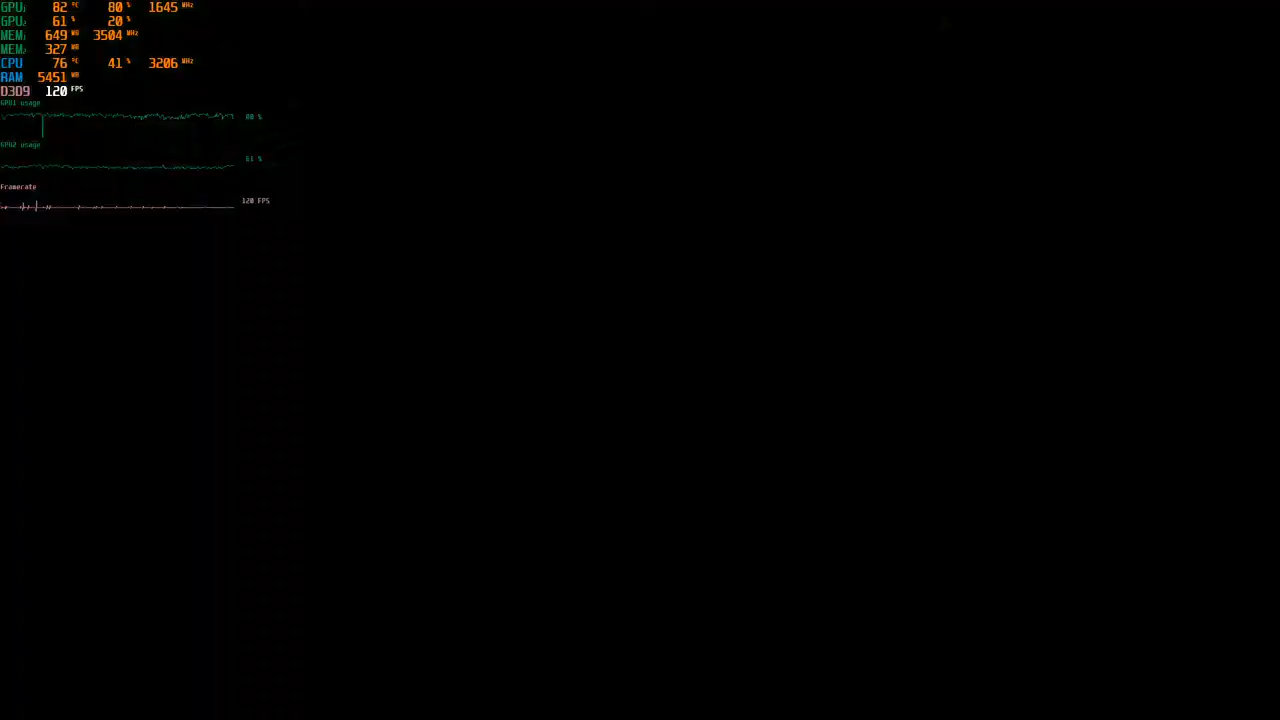 GPU₁ 82 °C 80 % 1645 MHz
GPU₂ 61 % 20 %
MEM₁ 649 MB 3504 MHz
MEM₂ 327 MB
CPU 76 °C 41 % 3206 MHz
RAM 5451 MB
D3D9 120 FPS
GPU1 usage
80 %
GPU2 usage
61 %
Framerate
120 FPS